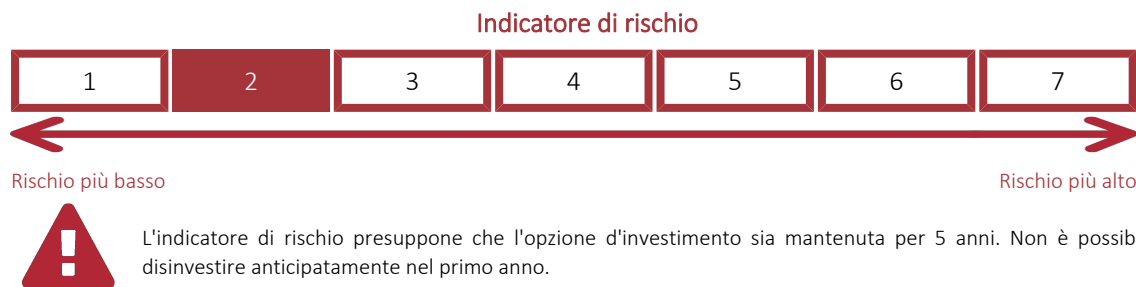 Indicatore di rischio
1 2 3 4 5 6 7
Rischio più basso Rischio più alto
L'indicatore di rischio presuppone che l'opzione d'investimento sia mantenuta per 5 anni. Non è possib
disinvestire anticipatamente nel primo anno.